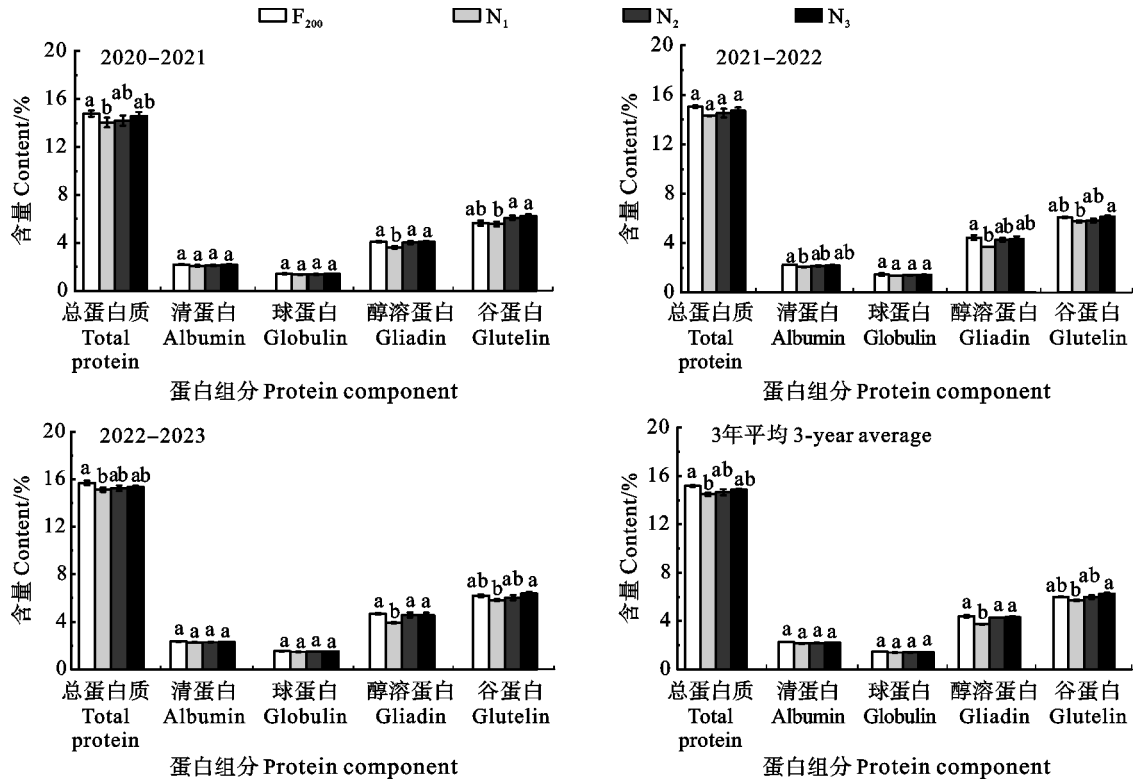 F₂₀₀ N₁ N₂ N₃
2020-2021
含量 Content/%
20
16
12
8
4
0
a b ab ab
a a a a
a a a a
a b a a
ab b a a
总蛋白质 清蛋白 球蛋白 醇溶蛋白 谷蛋白
Total Albumin Globulin Gliadin Glutelin
protein
蛋白组分 Protein component
2021-2022
含量 Content/%
20
16
12
8
4
0
a a a a
a b ab ab
a a a a
a b ab ab
ab b ab a
总蛋白质 清蛋白 球蛋白 醇溶蛋白 谷蛋白
Total Albumin Globulin Gliadin Glutelin
protein
蛋白组分 Protein component
2022-2023
含量 Content/%
20
16
12
8
4
0
a b ab ab
a a a a
a a a a
a b a a
ab b ab a
总蛋白质 清蛋白 球蛋白 醇溶蛋白 谷蛋白
Total Albumin Globulin Gliadin Glutelin
protein
蛋白组分 Protein component
3年平均 3-year average
含量 Content/%
20
16
12
8
4
0
a b ab ab
a a a a
a a a a
a b a a
ab b ab a
总蛋白质 清蛋白 球蛋白 醇溶蛋白 谷蛋白
Total Albumin Globulin Gliadin Glutelin
protein
蛋白组分 Protein component